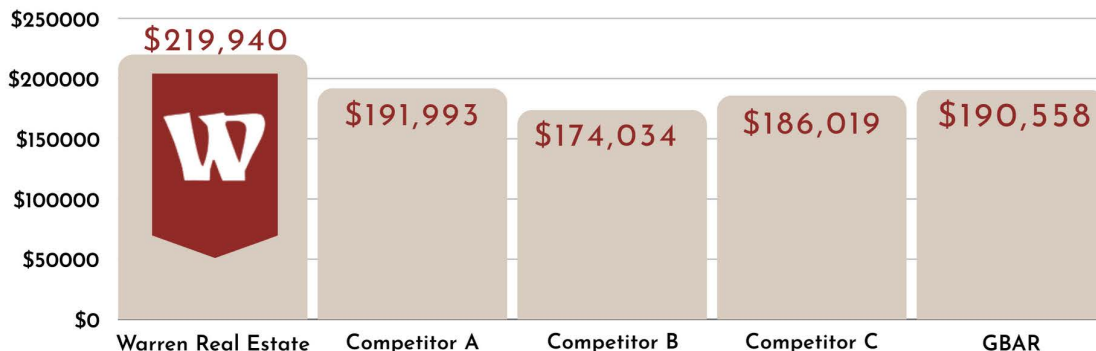 $250000
$219,940
$200000
$191,993
$174,034
$186,019
$190,558
W
$150000
$100000
$50000
$0
Warren Real Estate
Competitor A
Competitor B
Competitor C
GBAR